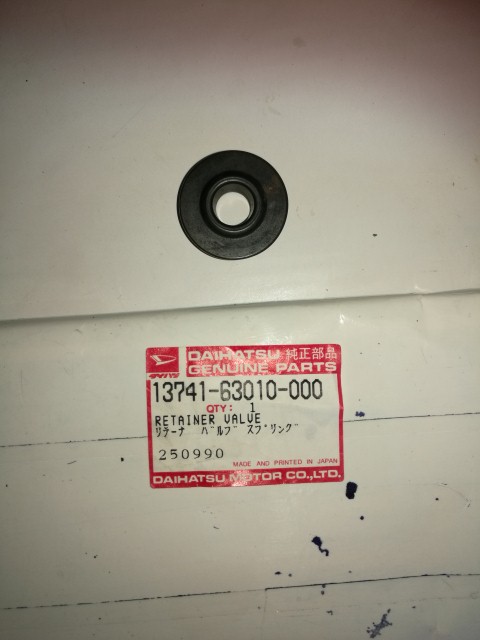 DAIHATSU 純正部品
GENUINE PARTS
13741-63010-000
QTY: 1
RETAINER VALVE
リテーナ バルブ スプリング
250990
MADE AND PRINTED IN JAPAN
DAIHATSU MOTOR CO.,LTD.